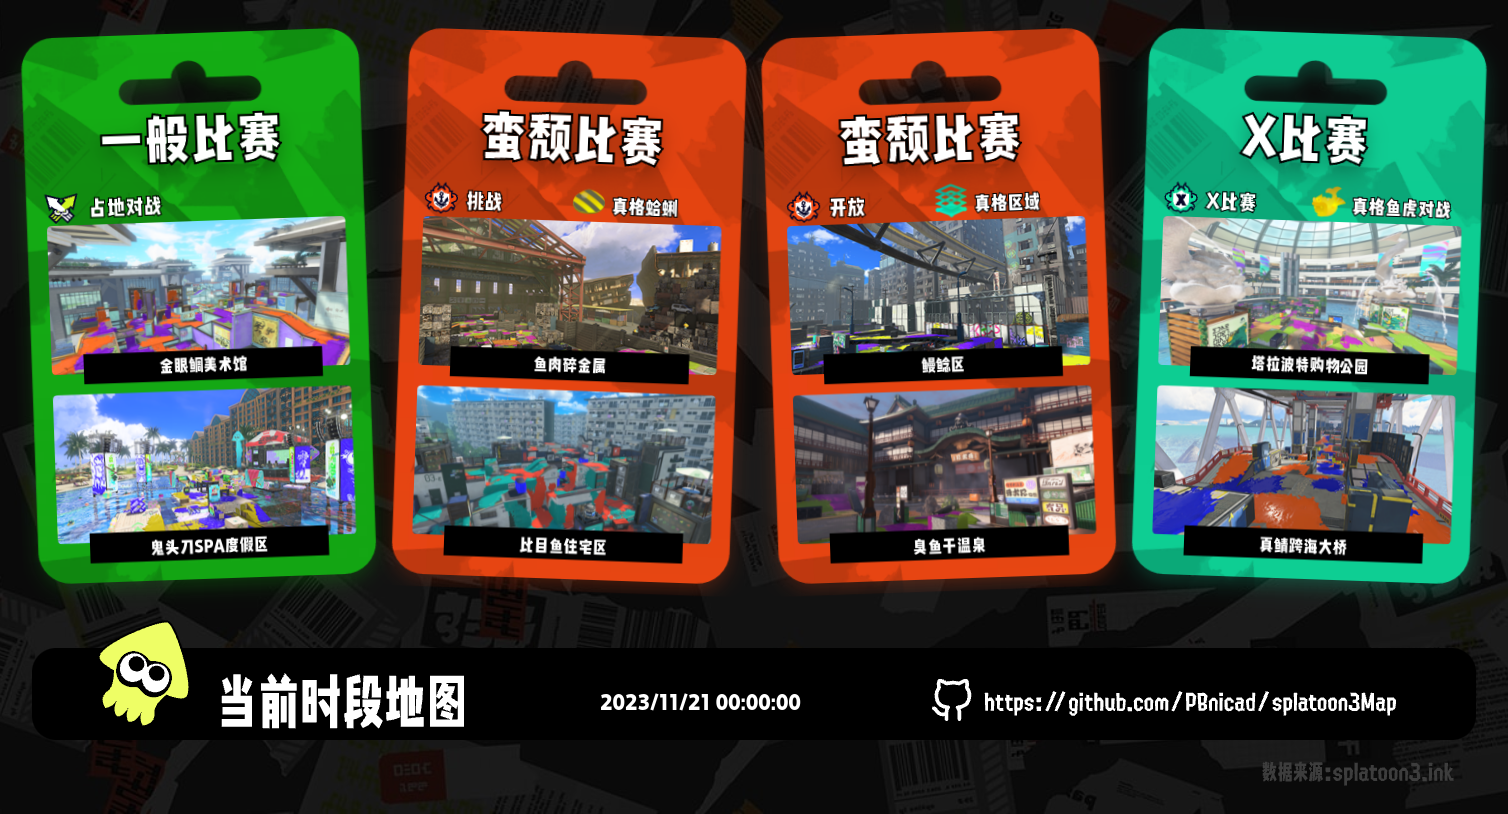 一般比赛
占地对战
金眼鲷美术馆
鬼头刀SPA度假区
蛮颓比赛
挑战
真格蛤蜊
鱼肉碎金属
比目鱼住宅区
蛮颓比赛
开放
真格区域
鳗鲶区
臭鱼干温泉
X比赛
X比赛
真格鱼虎对战
塔拉波特购物公园
真鲭跨海大桥
当前时段地图
2023/11/21 00:00:00
https://github.com/PBnicad/splatoon3Map
数据来源:splatoon3.ink